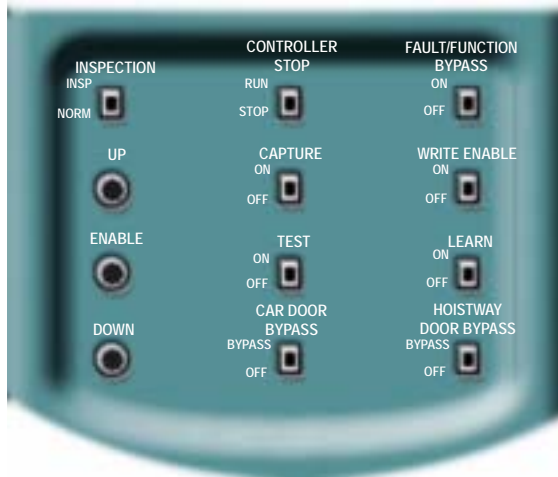 INSPECTION
INSP
NORM
CONTROLLER
STOP
RUN
STOP
FAULT/FUNCTION
BYPASS
ON
OFF
UP
CAPTURE
ON
OFF
WRITE ENABLE
ON
OFF
ENABLE
TEST
ON
OFF
LEARN
ON
OFF
DOWN
CAR DOOR
BYPASS
BYPASS
OFF
HOISTWAY
DOOR BYPASS
BYPASS
OFF